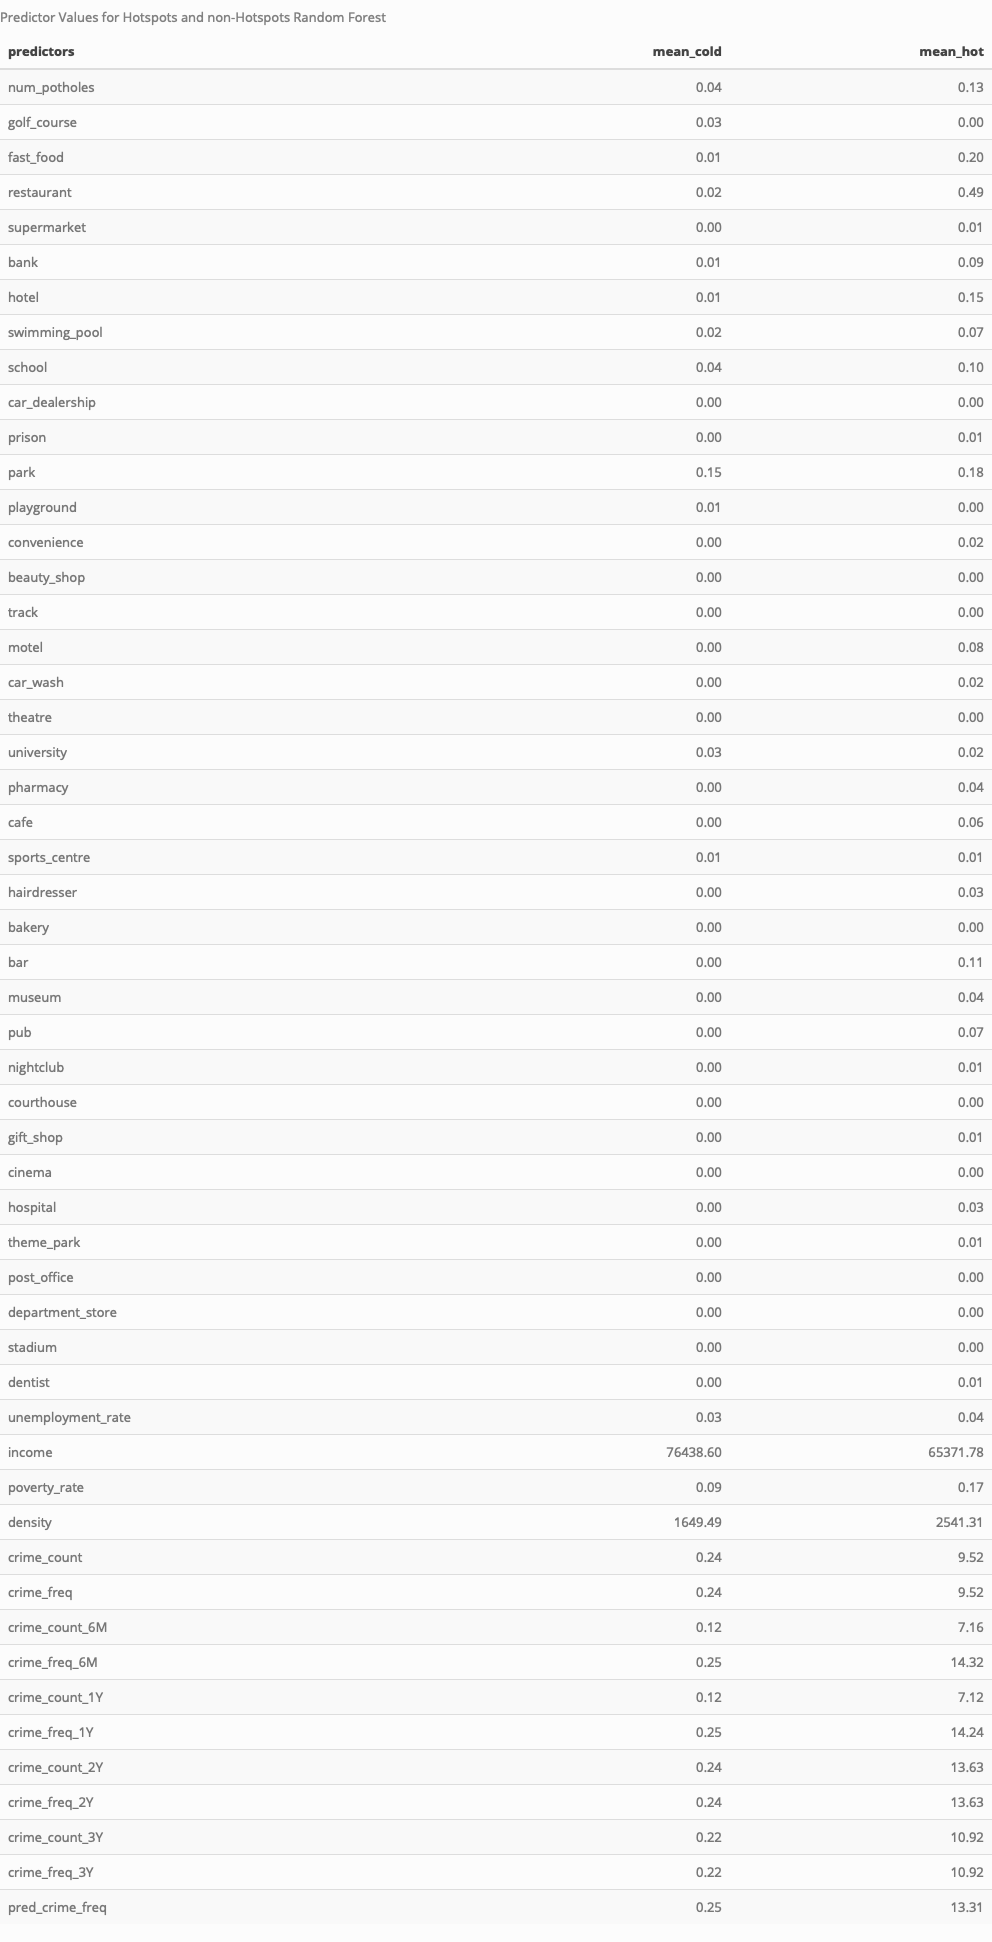 Predictor Values for Hotspots and non-Hotspots Random Forest
predictors mean_cold mean_hot
num_potholes 0.04 0.13
golf_course 0.03 0.00
fast_food 0.01 0.20
restaurant 0.02 0.49
supermarket 0.00 0.01
bank 0.01 0.09
hotel 0.01 0.15
swimming_pool 0.02 0.07
school 0.04 0.10
car_dealership 0.00 0.00
prison 0.00 0.01
park 0.15 0.18
playground 0.01 0.00
convenience 0.00 0.02
beauty_shop 0.00 0.00
track 0.00 0.00
motel 0.00 0.08
car_wash 0.00 0.02
theatre 0.00 0.00
university 0.03 0.02
pharmacy 0.00 0.04
cafe 0.00 0.06
sports_centre 0.01 0.01
hairdresser 0.00 0.03
bakery 0.00 0.00
bar 0.00 0.11
museum 0.00 0.04
pub 0.00 0.07
nightclub 0.00 0.01
courthouse 0.00 0.00
gift_shop 0.00 0.01
cinema 0.00 0.00
hospital 0.00 0.03
theme_park 0.00 0.01
post_office 0.00 0.00
department_store 0.00 0.00
stadium 0.00 0.00
dentist 0.00 0.01
unemployment_rate 0.03 0.04
income 76438.60 65371.78
poverty_rate 0.09 0.17
density 1649.49 2541.31
crime_count 0.24 9.52
crime_freq 0.24 9.52
crime_count_6M 0.12 7.16
crime_freq_6M 0.25 14.32
crime_count_1Y 0.12 7.12
crime_freq_1Y 0.25 14.24
crime_count_2Y 0.24 13.63
crime_freq_2Y 0.24 13.63
crime_count_3Y 0.22 10.92
crime_freq_3Y 0.22 10.92
pred_crime_freq 0.25 13.31